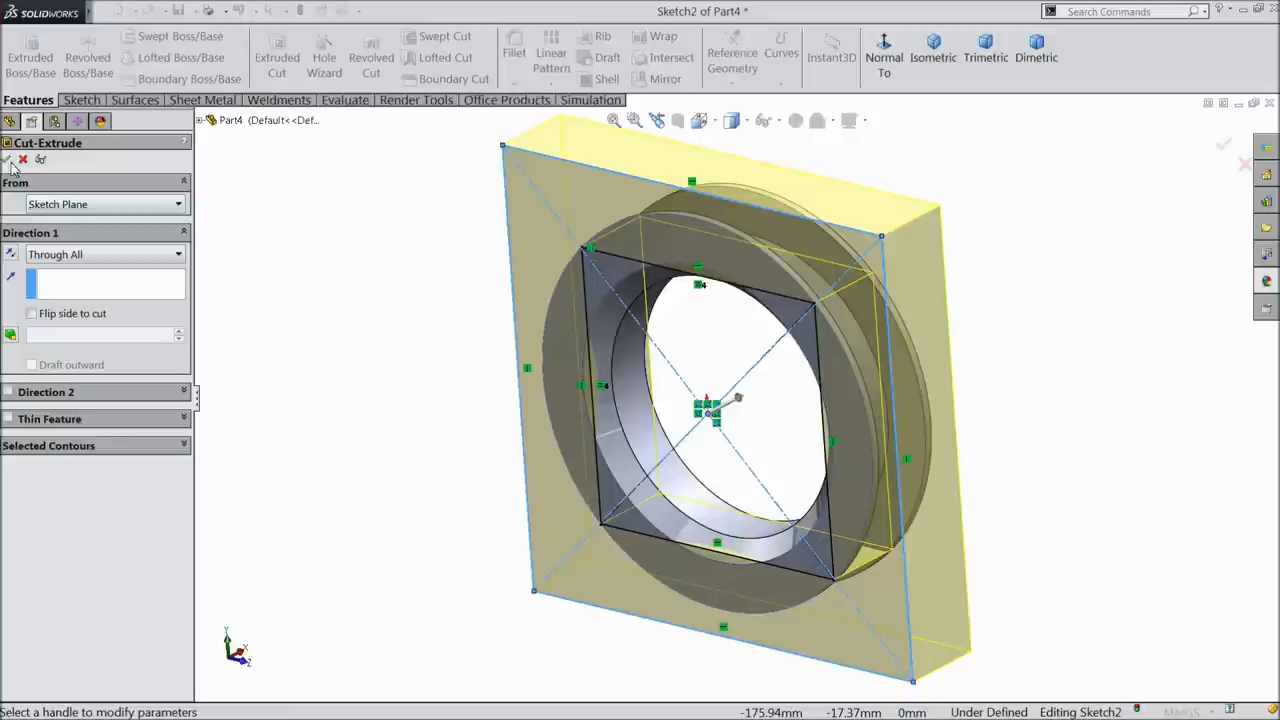 SOLIDWORKS
Sketch2 of Part4 *
Search Commands
Extruded Boss/Base
Revolved Boss/Base
Swept Boss/Base
Lofted Boss/Base
Boundary Boss/Base
Extruded Cut
Hole Wizard
Revolved Cut
Swept Cut
Lofted Cut
Boundary Cut
Fillet
Linear Pattern
Rib
Draft
Shell
Wrap
Intersect
Mirror
Reference Geometry
Curves
Instant3D
Normal To
Isometric
Trimetric
Dimetric
Features
Sketch
Surfaces
Sheet Metal
Weldments
Evaluate
Render Tools
Office Products
Simulation
Part4 (Default<<Def...
Cut-Extrude
?
From
Sketch Plane
Direction 1
Through All
Flip side to cut
Draft outward
Direction 2
Thin Feature
Selected Contours
4
4
Y
X
Z
Select a handle to modify parameters
-175.94mm
-17.37mm
0mm
Under Defined
Editing Sketch2
MMGS